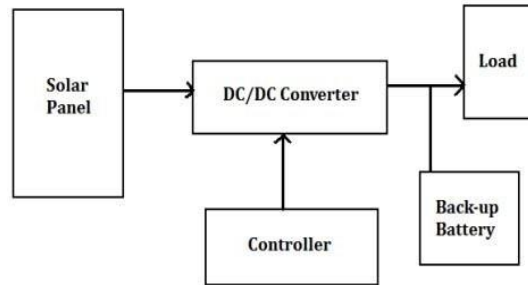 Solar
Panel
DC/DC Converter
Load
Controller
Back-up
Battery